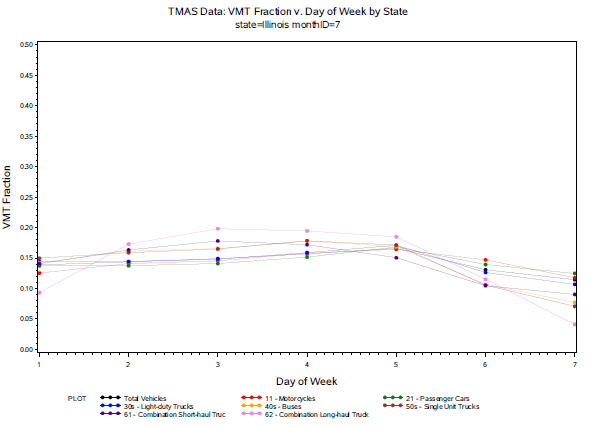 TMAS Data: VMT Fraction v. Day of Week by State
state=Illinois monthID=7
0.50
0.45
0.40
0.35
0.30
0.25
0.20
0.15
0.10
0.05
0.00
VMT Fraction
1 2 3 4 5 6 7
Day of Week
PLOT Total Vehicles 11 - Motorcycles 21 - Passenger Cars
30s - Light-duty Trucks 40s - Buses 50s - Single Unit Trucks
61 - Combination Short-haul Truc 62 - Combination Long-haul Truck